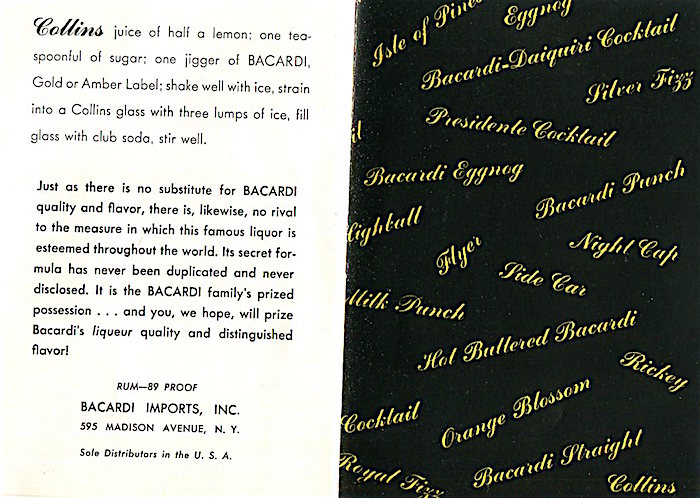 Collins juice of half a lemon; one tea-
spoonful of sugar; one jigger of BACARDI,
Gold or Amber Label; shake well with ice, strain
into a Collins glass with three lumps of ice, fill
glass with club soda, stir well.
Just as there is no substitute for BACARDI
quality and flavor, there is, likewise, no rival
to the measure in which this famous liquor is
esteemed throughout the world. Its secret for-
mula has never been duplicated and never
disclosed. It is the BACARDI family's prized
possession . . . and you, we hope, will prize
Bacardi's liqueur quality and distinguished
flavor!
RUM—89 PROOF
BACARDI IMPORTS, INC.
595 MADISON AVENUE, N. Y.
Sole Distributors in the U. S. A.
Isle of Pines
Eggnog
Bacardi-Daiquiri Cocktail
Silver Fizz
Presidente Cocktail
il
Bacardi Eggnog
Bacardi Punch
Highball
Flyer
Night Cap
Side Car
Milk Punch
Hot Buttered Bacardi
Rickey
Cocktail
Orange Blossom
Royal Fizz
Bacardi Straight
Collins